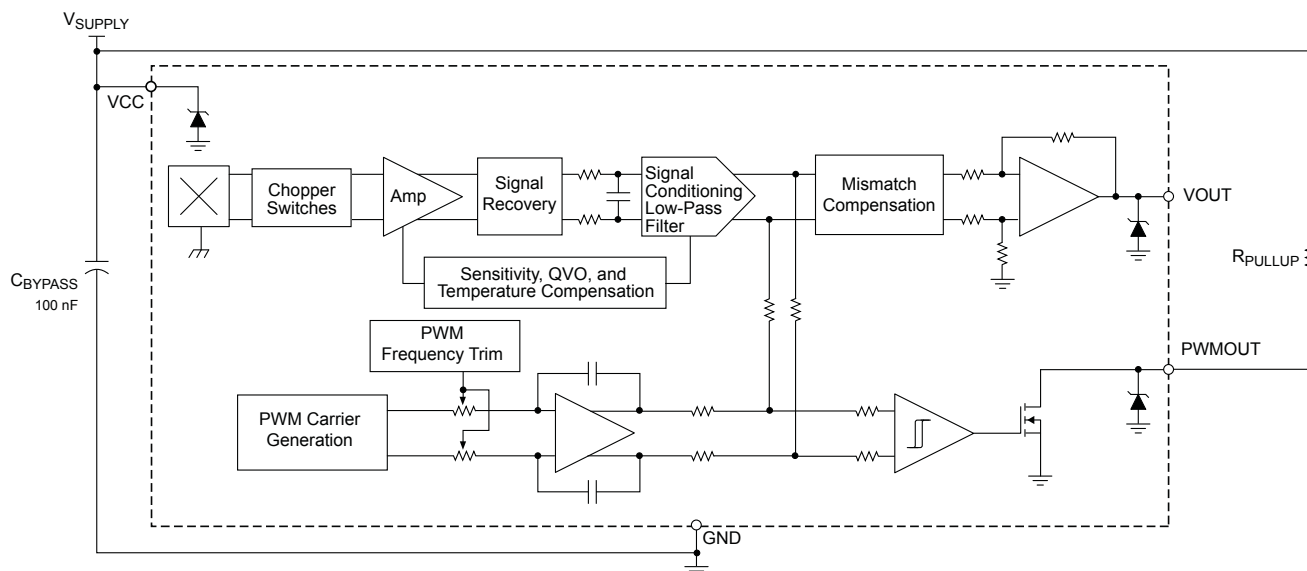 VSUPPLY
VCC
Chopper
Switches
Amp
Signal
Recovery
Signal
Conditioning
Low-Pass
Filter
Mismatch
Compensation
VOUT
CBYPASS
100 nF
RPULLUP
Sensitivity, QVO, and
Temperature Compensation
PWM
Frequency Trim
PWMOUT
PWM Carrier
Generation
GND